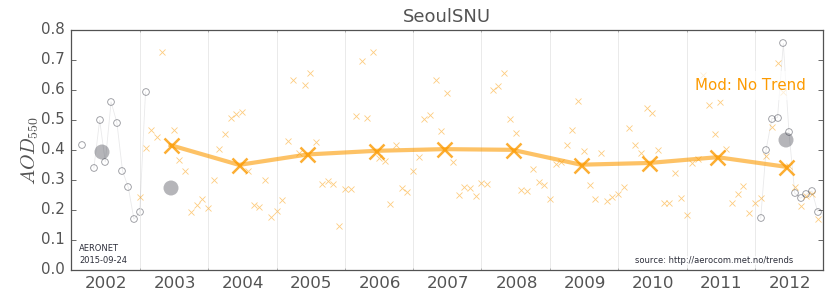 SeoulSNU
0.8
0.7
0.6
0.5
0.4
0.3
0.2
0.1
0.0
AOD550
Mod: No Trend
AERONET
2015-09-24
source: http://aerocom.met.no/trends
2002 2003 2004 2005 2006 2007 2008 2009 2010 2011 2012